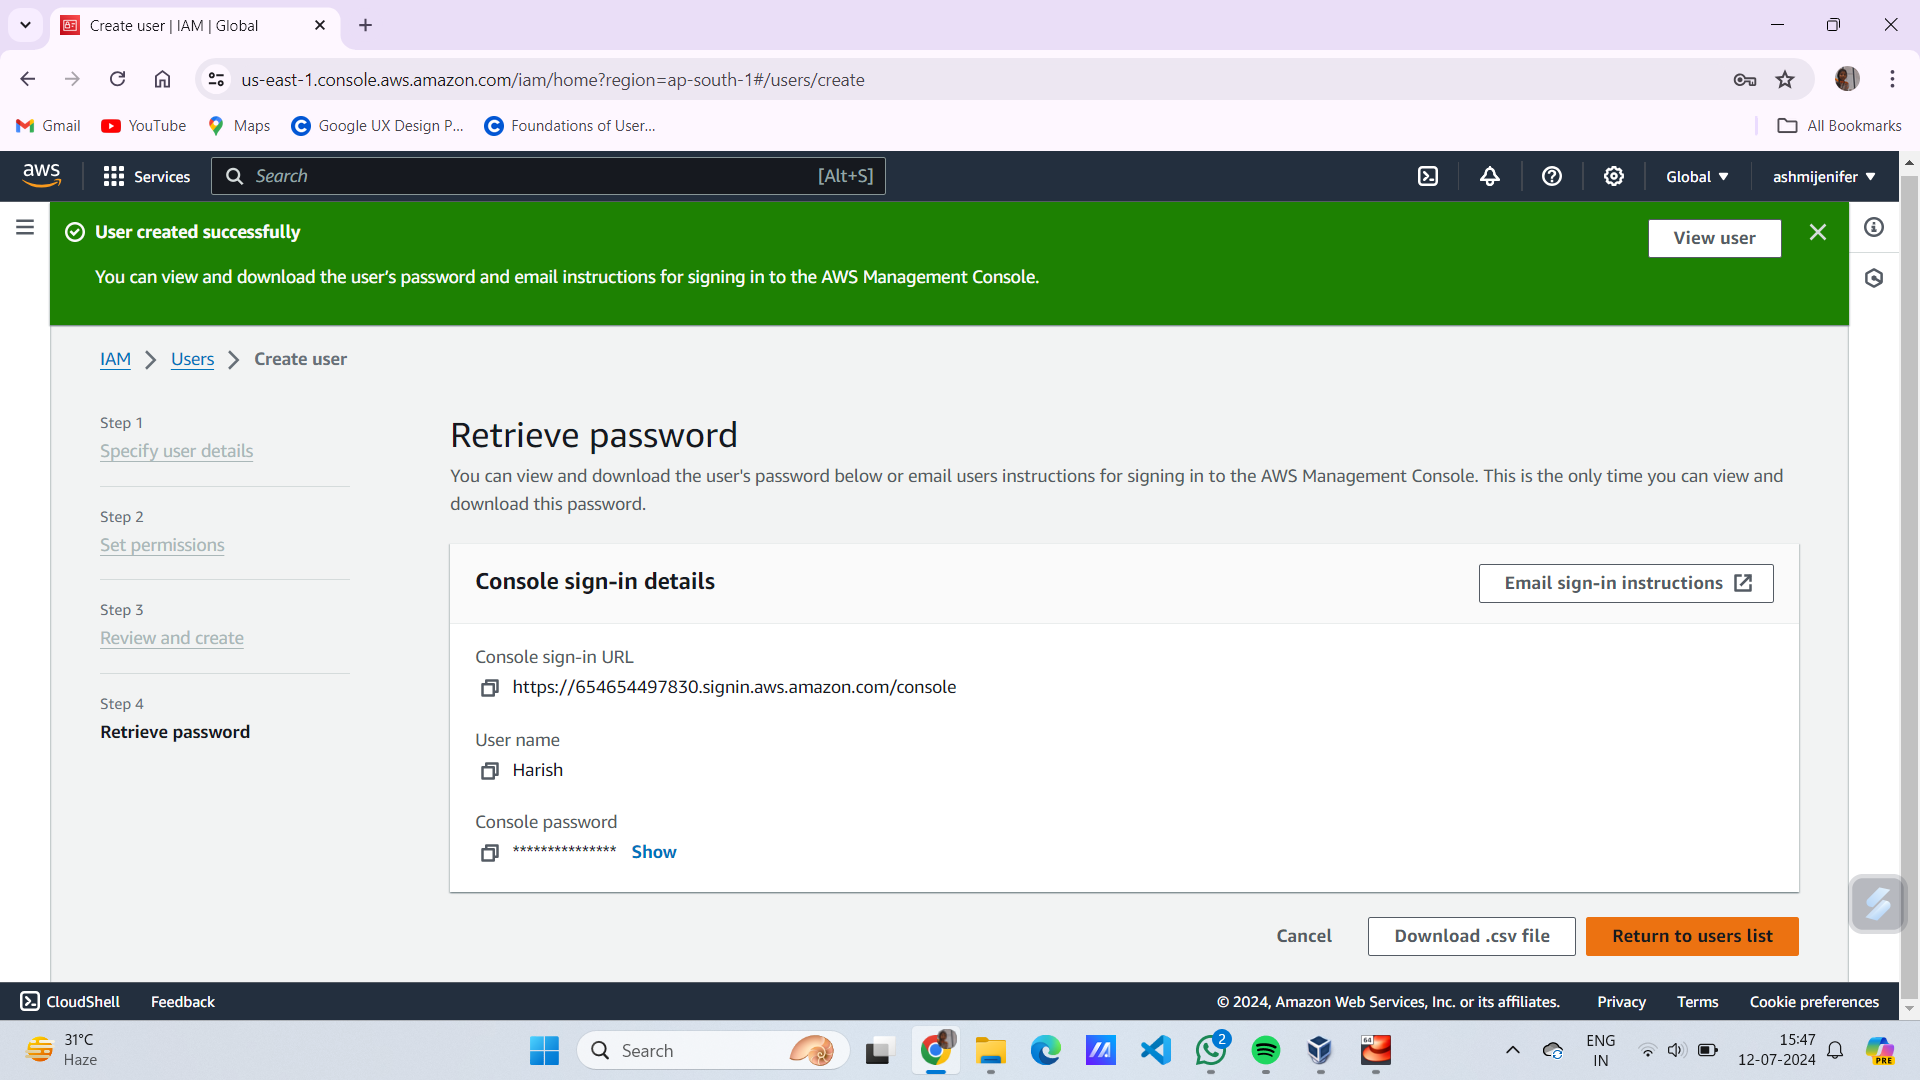 Create user | IAM | Global
us-east-1.console.aws.amazon.com/iam/home?region=ap-south-1#/users/create
Gmail YouTube Maps Google UX Design P... Foundations of User... All Bookmarks
aws Services Search [Alt+S] Global ashmijenifer
User created successfully
View user
You can view and download the user's password and email instructions for signing in to the AWS Management Console.
IAM Users Create user
Step 1
Specify user details
Step 2
Set permissions
Step 3
Review and create
Step 4
Retrieve password
Retrieve password
You can view and download the user's password below or email users instructions for signing in to the AWS Management Console. This is the only time you can view and
download this password.
Console sign-in details
Email sign-in instructions
Console sign-in URL
https://654654497830.signin.aws.amazon.com/console
User name
Harish
Console password
*************** Show
Cancel Download .csv file Return to users list
CloudShell Feedback © 2024, Amazon Web Services, Inc. or its affiliates. Privacy Terms Cookie preferences
31°C
Haze
Search
2
64
ENG
IN
15:47
12-07-2024
PRE